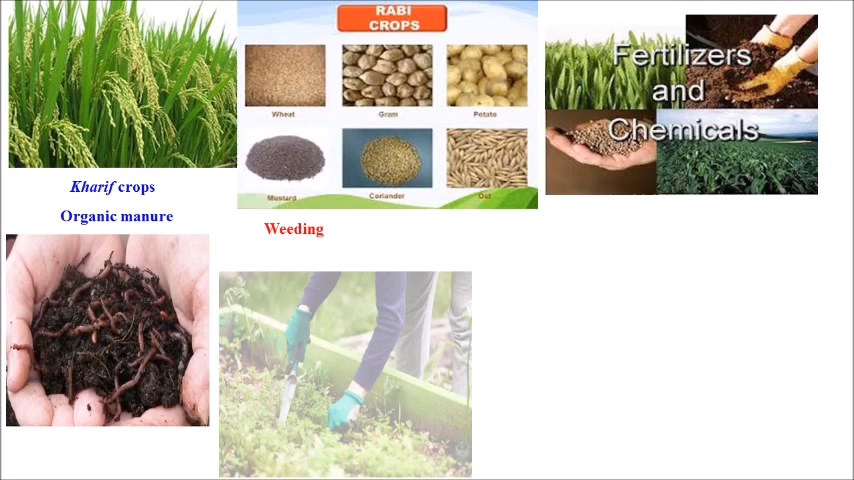 RABI
CROPS
Wheat
Gram
Potato
Mustard
Coriander
Oat
Fertilizers
and
Chemicals
Kharif crops
Organic manure
Weeding